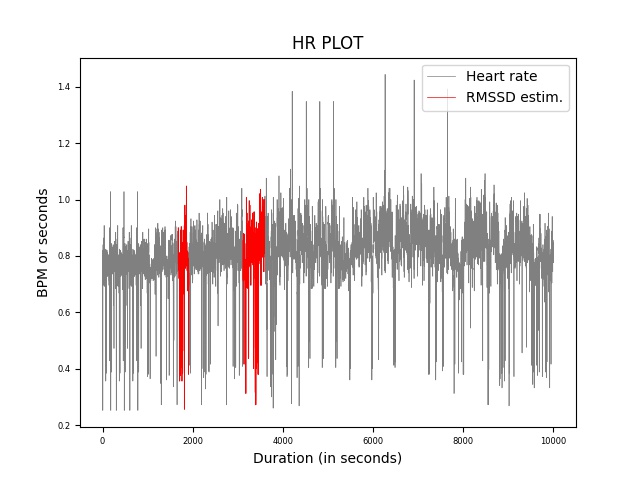 HR PLOT
Heart rate
RMSSD estim.
BPM or seconds
1.4
1.2
1.0
0.8
0.6
0.4
0.2
0 2000 4000 6000 8000 10000
Duration (in seconds)